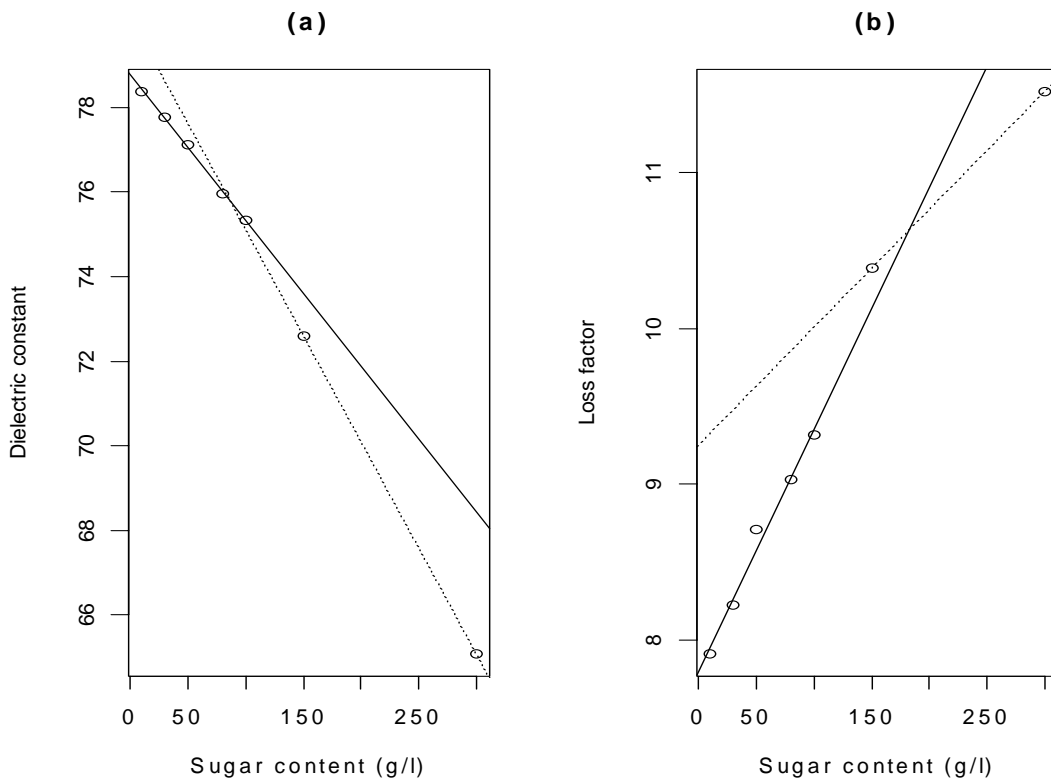 (a)
78
76
74
72
70
68
66
Dielectric constant
0 50 150 250
Sugar content (g/l)
(b)
11
10
9
8
Loss factor
0 50 150 250
Sugar content (g/l)